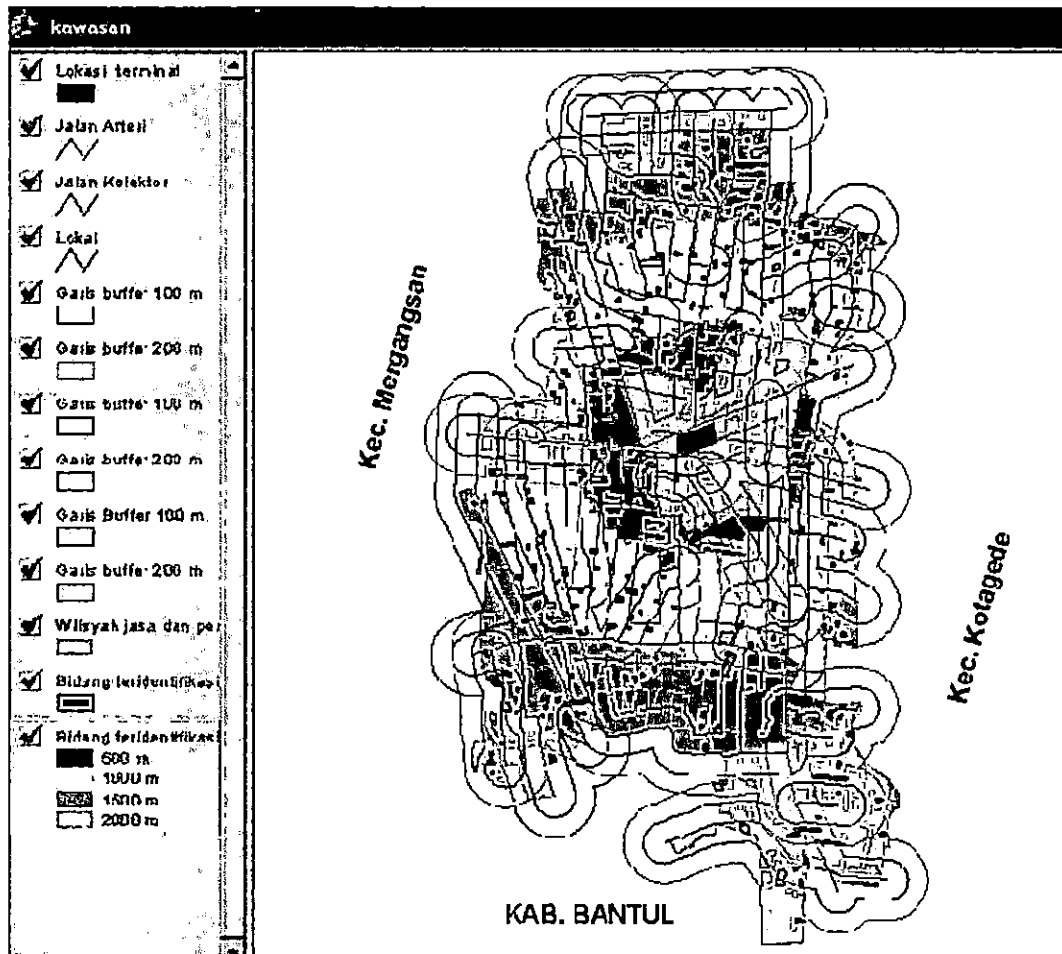 kawasan
Lokasi terminal
Jalan Arteri
Jalan Kolektor
Lokal
Garis buffer 100 m
Garis buffer 200 m
Garis buffer 100 m
Garis buffer 200 m
Garis Buffer 100 m
Garis buffer 200 m
Wilayah jasa dan per
Bidang teridentifikasi
Bidang teridentifikasi
500 m
1000 m
1500 m
2000 m
Kec. Mergangsan
Kec. Kotagede
KAB. BANTUL